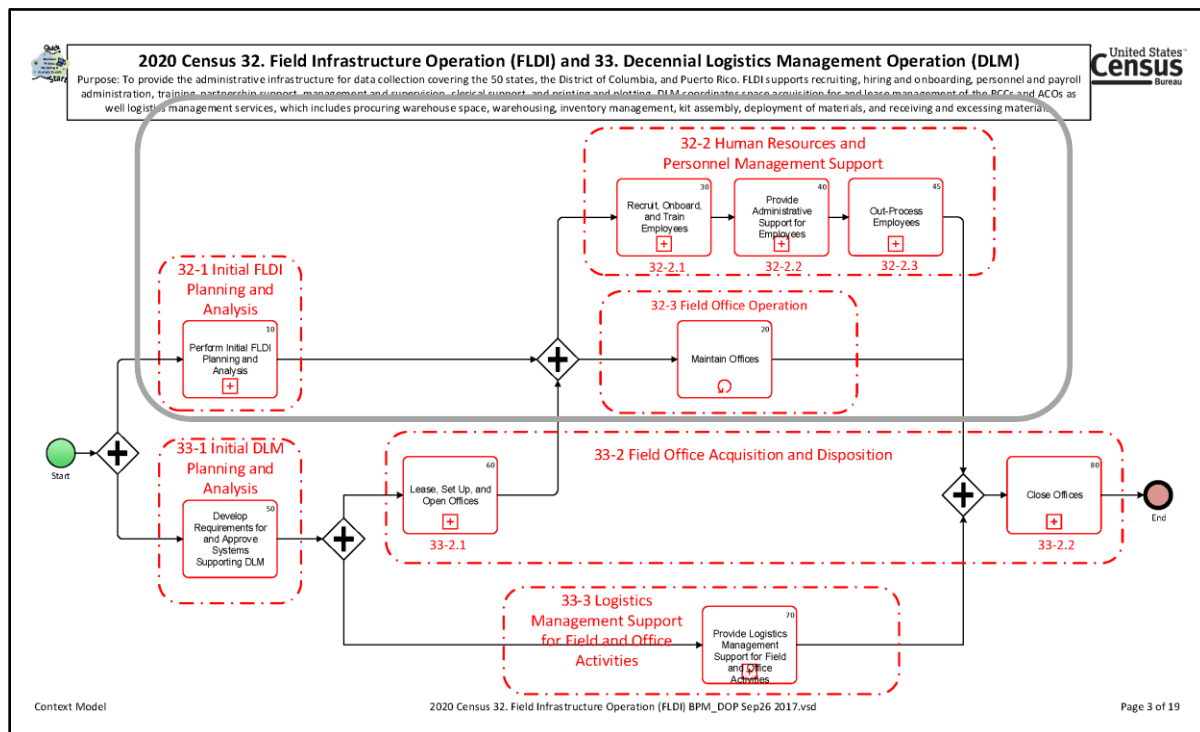 Quick
Start
2020 Census 32. Field Infrastructure Operation (FLDI) and 33. Decennial Logistics Management Operation (DLM)
United States™
Census
Bureau
Purpose: To provide the administrative infrastructure for data collection covering the 50 states, the District of Columbia, and Puerto Rico. FLDI supports recruiting, hiring and onboarding, personnel and payroll
administration, training, partnership support, management and supervision, clerical support, and printing and plotting. DLM coordinates space acquisition for and lease management of the RCCs and ACOs as
well logistics management services, which includes procuring warehouse space, warehousing, inventory management, kit assembly, deployment of materials, and receiving and excessing material
32-2 Human Resources and
Personnel Management Support
30
Recruit, Onboard,
and Train
Employees
32-2.1
40
Provide
Administrative
Support for
Employees
32-2.2
45
Out-Process
Employees
32-2.3
32-1 Initial FLDI
Planning and
Analysis
10
Perform Initial FLDI
Planning and
Analysis
32-3 Field Office Operation
20
Maintain Offices
Start
33-1 Initial DLM
Planning and
Analysis
50
Develop
Requirements for
and Approve
Systems
Supporting DLM
33-2 Field Office Acquisition and Disposition
60
Lease, Set Up, and
Open Offices
33-2.1
80
Close Offices
33-2.2
End
33-3 Logistics
Management Support
for Field and Office
Activities
70
Provide Logistics
Management
Support for Field
and Office
Activities
Context Model
2020 Census 32. Field Infrastructure Operation (FLDI) BPM_DOP Sep26 2017.vsd
Page 3 of 19